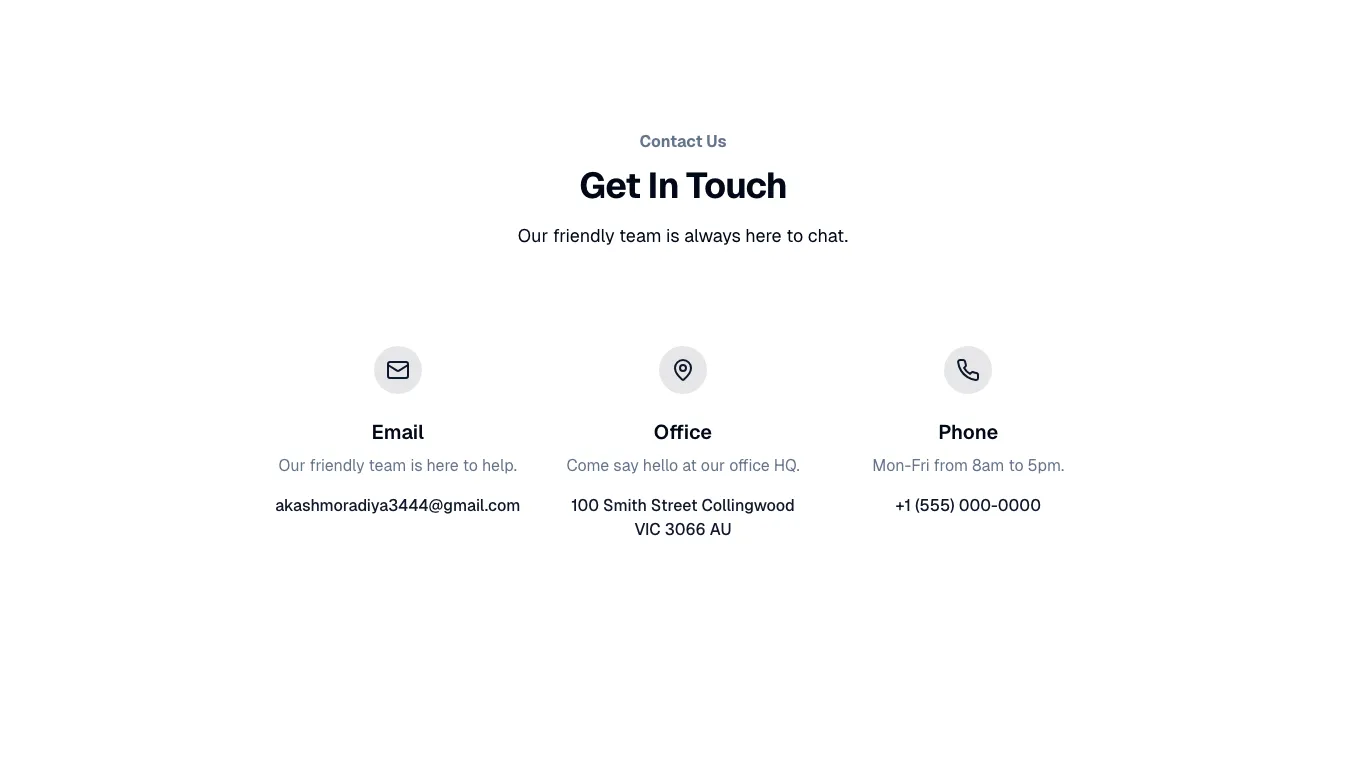 Contact Us
Get In Touch
Our friendly team is always here to chat.
Email
Our friendly team is here to help.
akashmoradiya3444@gmail.com
Office
Come say hello at our office HQ.
100 Smith Street Collingwood
VIC 3066 AU
Phone
Mon-Fri from 8am to 5pm.
+1 (555) 000-0000